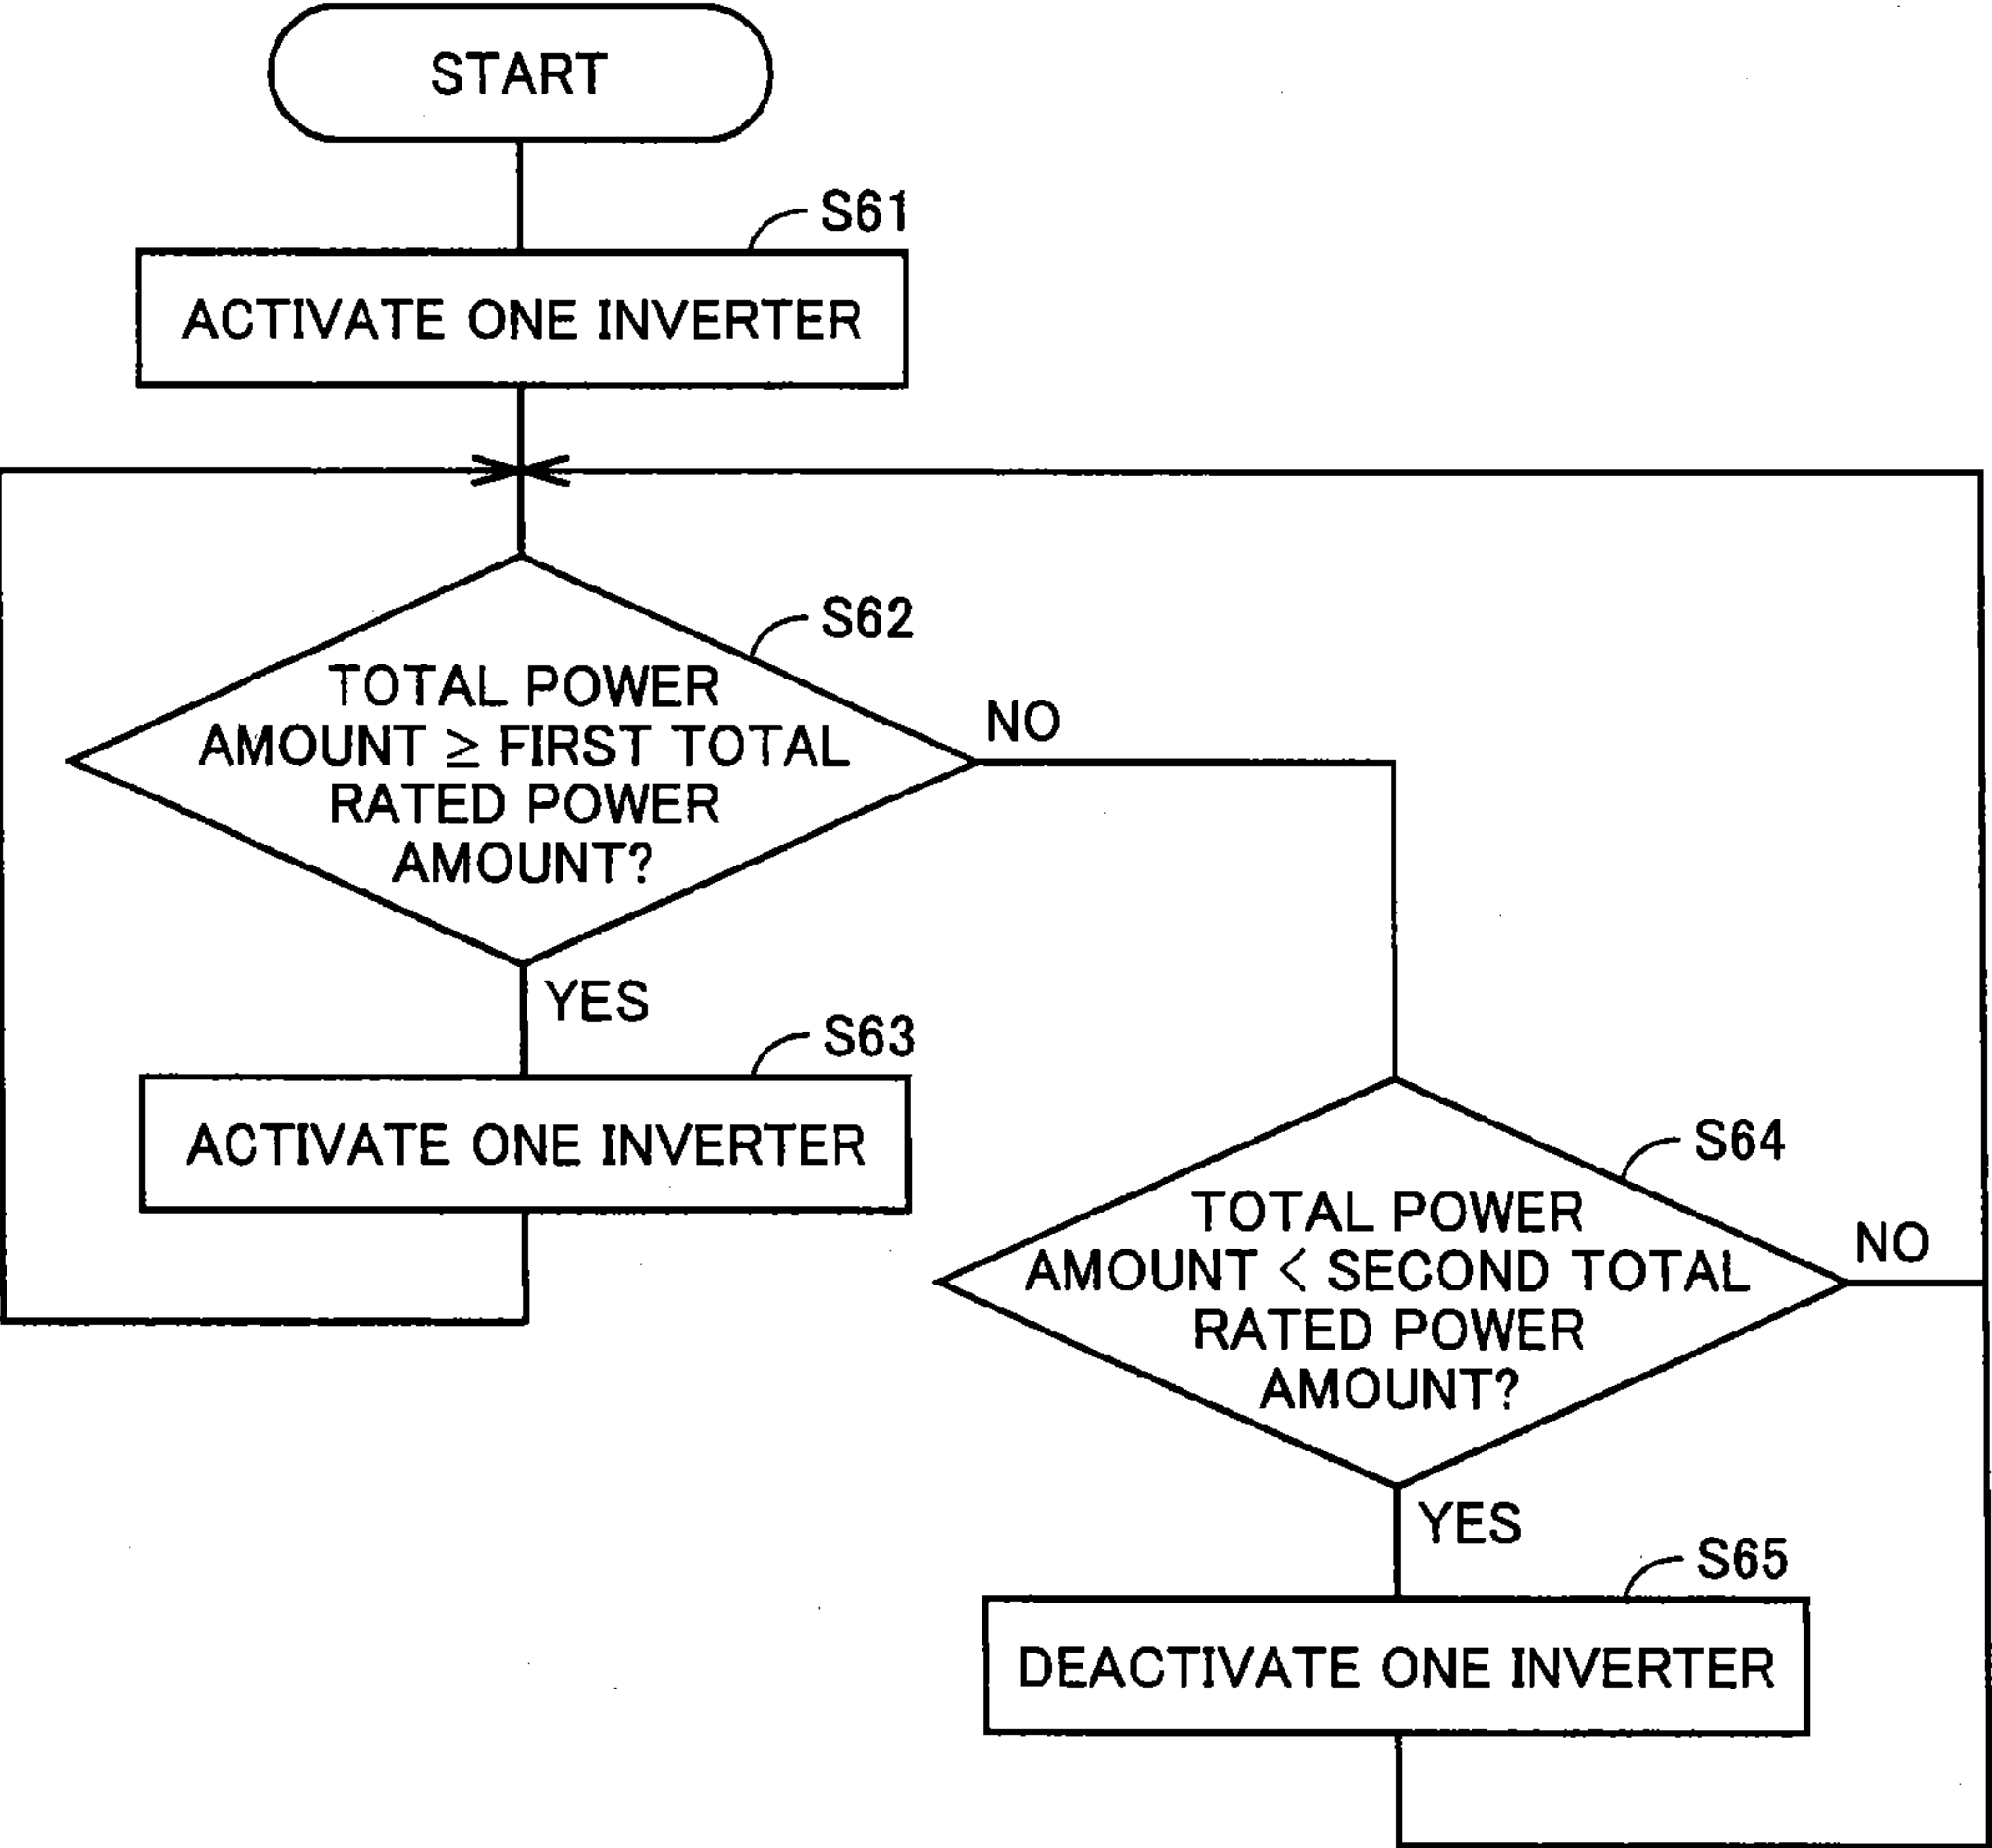 START
S61
ACTIVATE ONE INVERTER
S62
TOTAL POWER
AMOUNT ≥ FIRST TOTAL
RATED POWER
AMOUNT?
NO
YES
S63
ACTIVATE ONE INVERTER
S64
TOTAL POWER
AMOUNT < SECOND TOTAL
RATED POWER
AMOUNT?
NO
YES
S65
DEACTIVATE ONE INVERTER